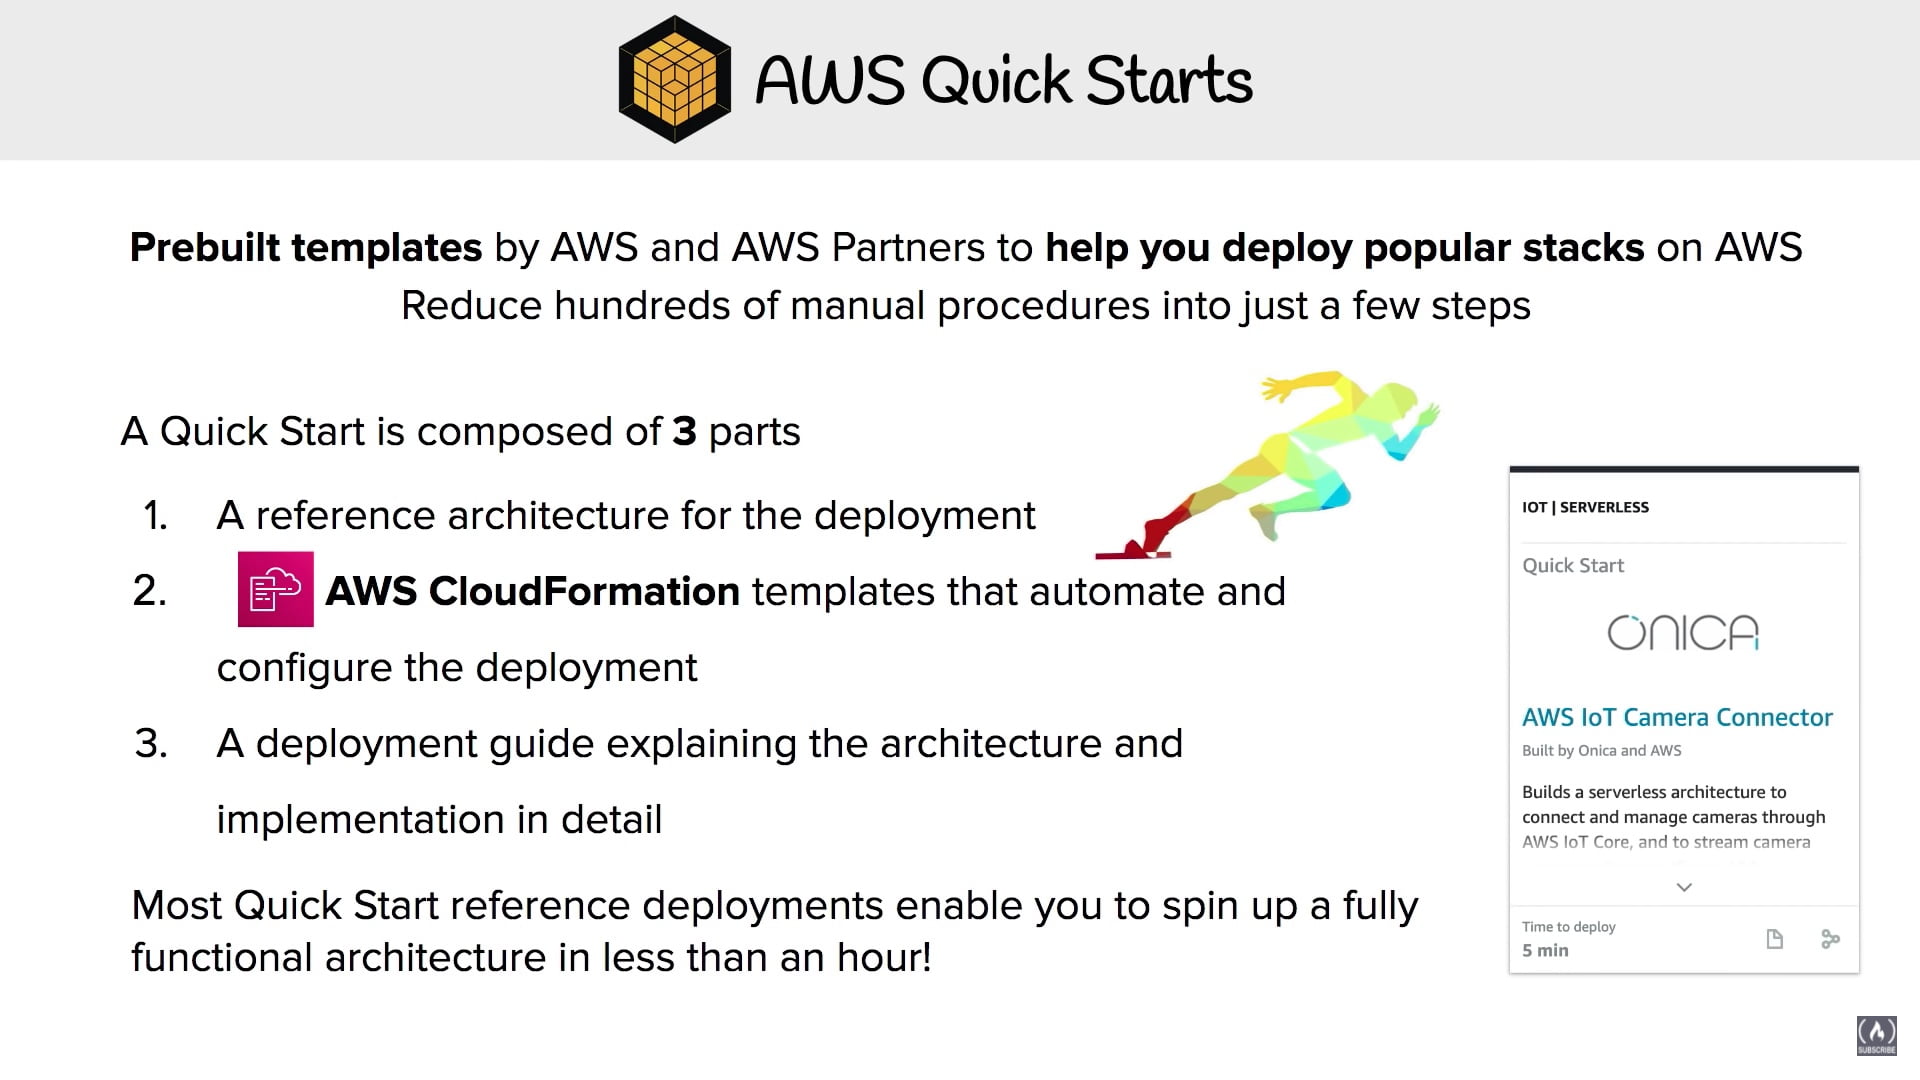 AWS Quick Starts
Prebuilt templates by AWS and AWS Partners to help you deploy popular stacks on AWS
Reduce hundreds of manual procedures into just a few steps
A Quick Start is composed of 3 parts
1. A reference architecture for the deployment
2. AWS CloudFormation templates that automate and
configure the deployment
3. A deployment guide explaining the architecture and
implementation in detail
Most Quick Start reference deployments enable you to spin up a fully
functional architecture in less than an hour!
IOT | SERVERLESS
Quick Start
ONICA
AWS IoT Camera Connector
Built by Onica and AWS
Builds a serverless architecture to
connect and manage cameras through
AWS IoT Core, and to stream camera
Time to deploy
5 min
SUBSCRIBE